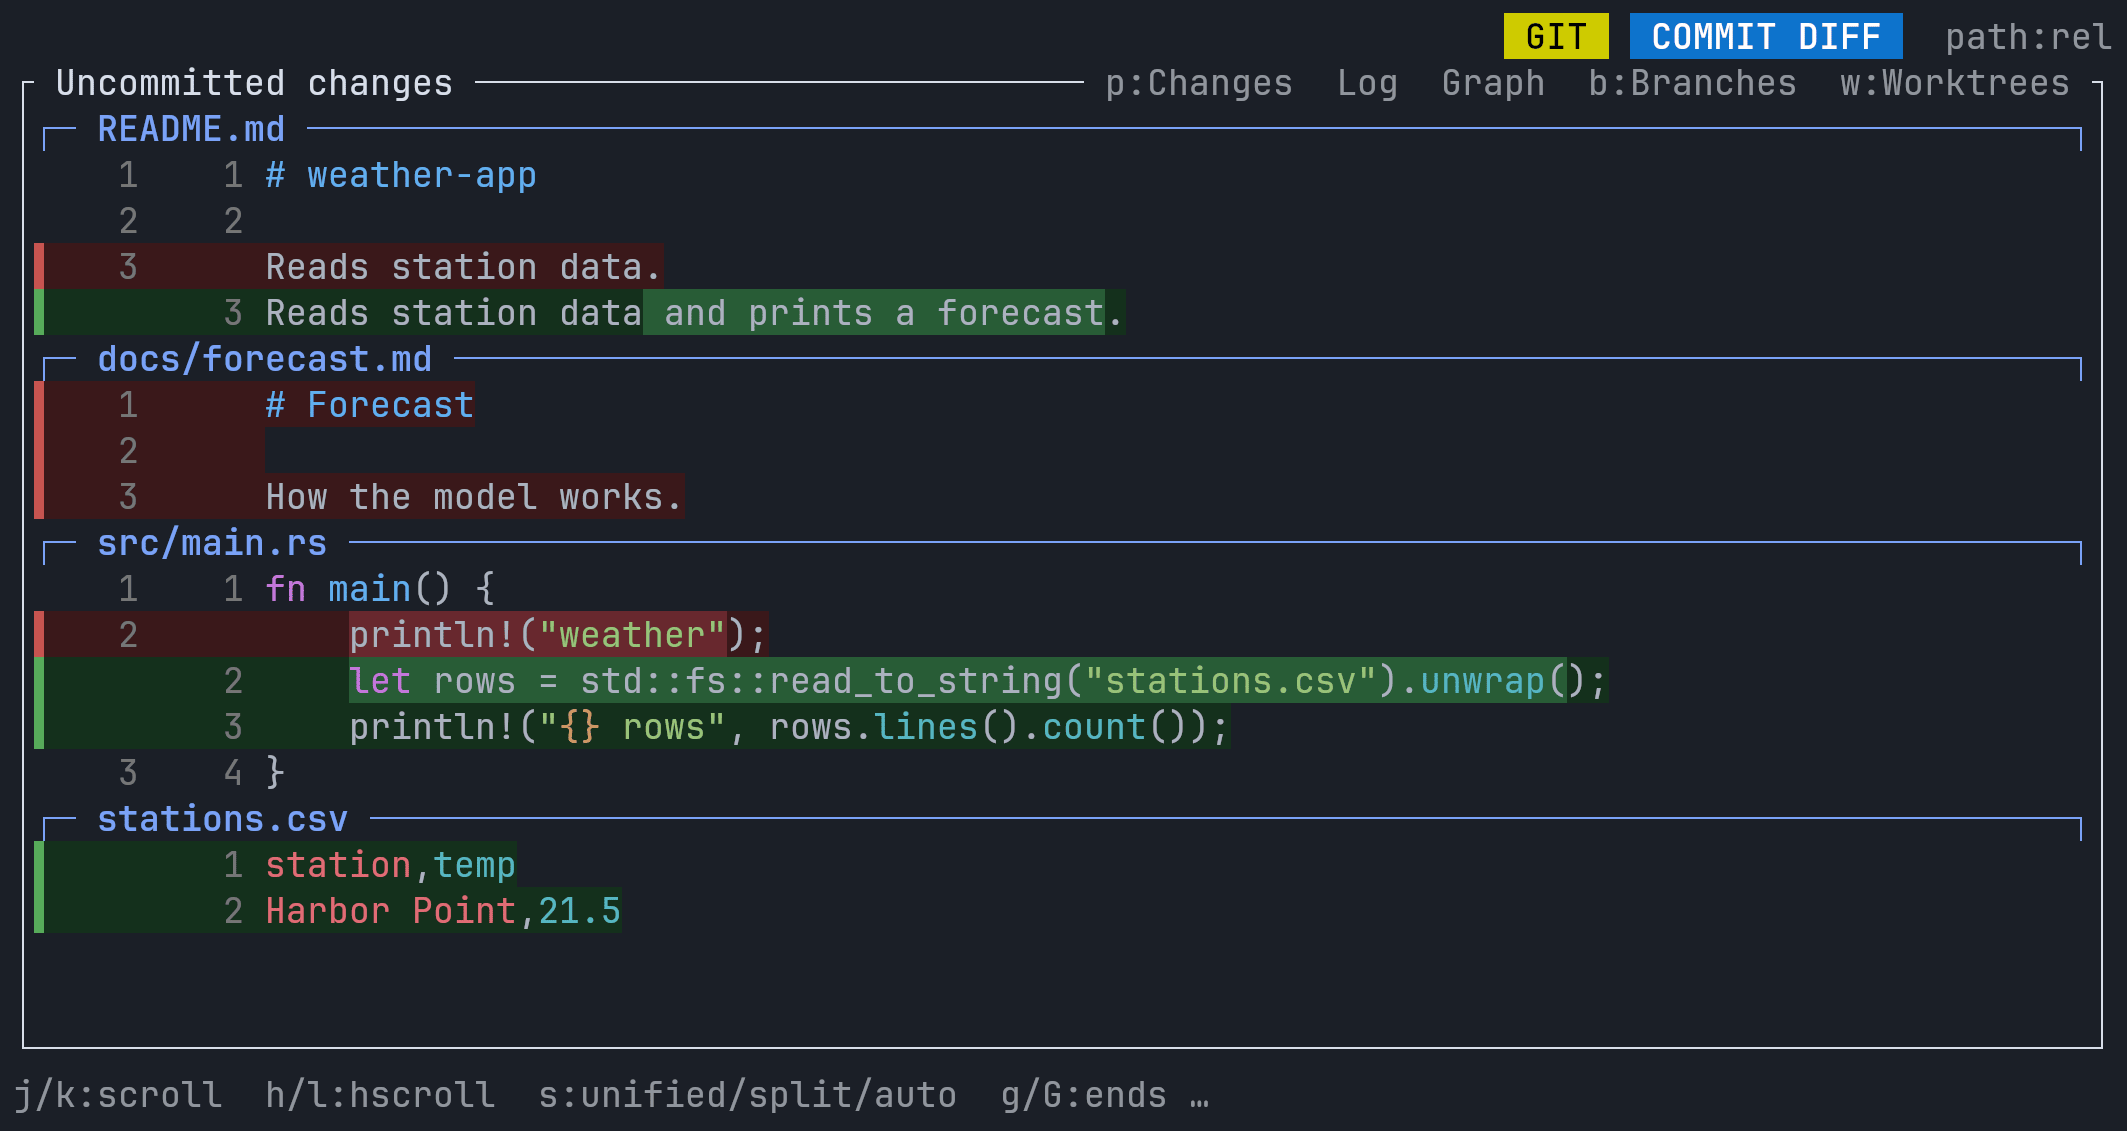 GIT COMMIT DIFF path:rel
Uncommitted changes p:Changes Log Graph b:Branches w:Worktrees
README.md
1 1 # weather-app
2 2
3 Reads station data.
3 Reads station data and prints a forecast.
docs/forecast.md
1 # Forecast
2
3 How the model works.
src/main.rs
1 1 fn main() {
2 println!("weather");
2 let rows = std::fs::read_to_string("stations.csv").unwrap();
3 println!("{} rows", rows.lines().count());
3 4 }
stations.csv
1 station,temp
2 Harbor Point,21.5
j/k:scroll h/l:hscroll s:unified/split/auto g/G:ends …